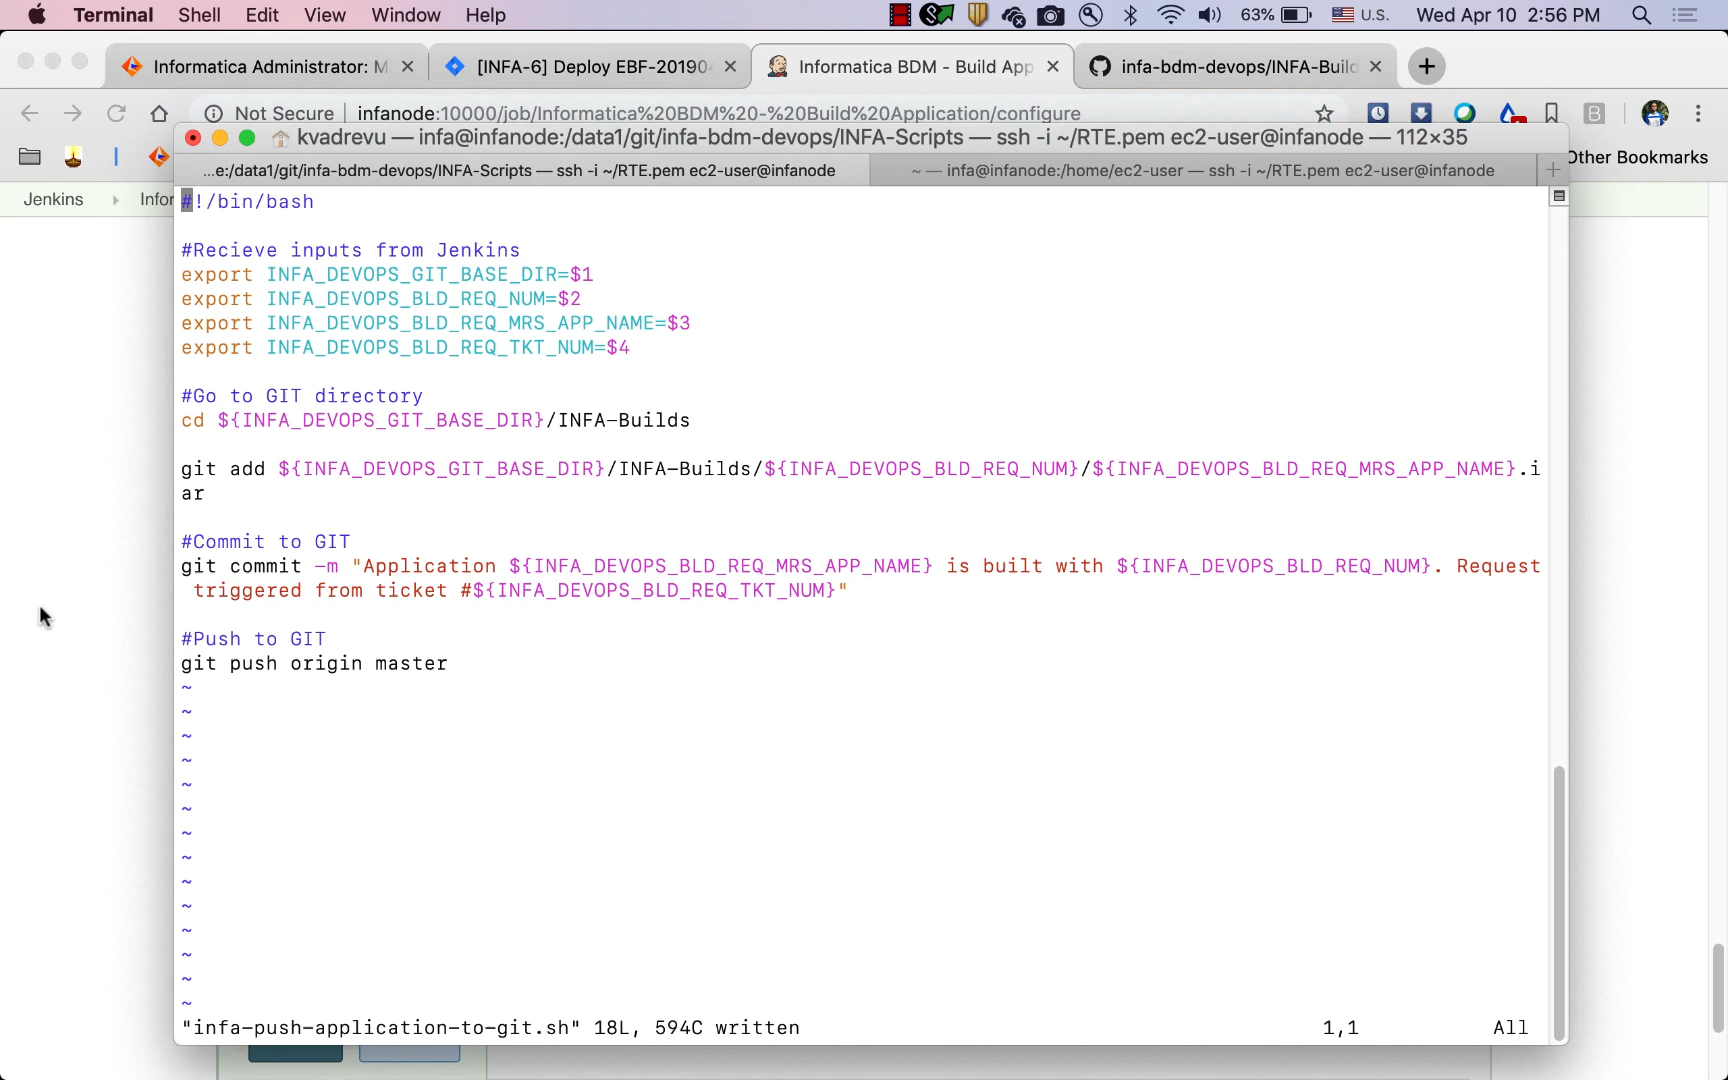 Terminal Shell Edit View Window Help 63% U.S. Wed Apr 10 2:56 PM
Informatica Administrator: M [INFA-6] Deploy EBF-20190 Informatica BDM - Build App infa-bdm-devops/INFA-Build
Not Secure | infanode:10000/job/Informatica%20BDM%20-%20Build%20Application/configure
kvadrevu — infa@infanode:/data1/git/infa-bdm-devops/INFA-Scripts — ssh -i ~/RTE.pem ec2-user@infanode — 112×35
Other Bookmarks
...e:/data1/git/infa-bdm-devops/INFA-Scripts — ssh -i ~/RTE.pem ec2-user@infanode ~ — infa@infanode:/home/ec2-user — ssh -i ~/RTE.pem ec2-user@infanode
Jenkins Infor
#!/bin/bash
#Recieve inputs from Jenkins
export INFA_DEVOPS_GIT_BASE_DIR=$1
export INFA_DEVOPS_BLD_REQ_NUM=$2
export INFA_DEVOPS_BLD_REQ_MRS_APP_NAME=$3
export INFA_DEVOPS_BLD_REQ_TKT_NUM=$4
#Go to GIT directory
cd ${INFA_DEVOPS_GIT_BASE_DIR}/INFA-Builds
git add ${INFA_DEVOPS_GIT_BASE_DIR}/INFA-Builds/${INFA_DEVOPS_BLD_REQ_NUM}/${INFA_DEVOPS_BLD_REQ_MRS_APP_NAME}.i
ar
#Commit to GIT
git commit -m "Application ${INFA_DEVOPS_BLD_REQ_MRS_APP_NAME} is built with ${INFA_DEVOPS_BLD_REQ_NUM}. Request
triggered from ticket #${INFA_DEVOPS_BLD_REQ_TKT_NUM}"
#Push to GIT
git push origin master
~
~
~
~
~
~
~
~
~
~
~
~
~
~
"infa-push-application-to-git.sh" 18L, 594C written 1,1 All